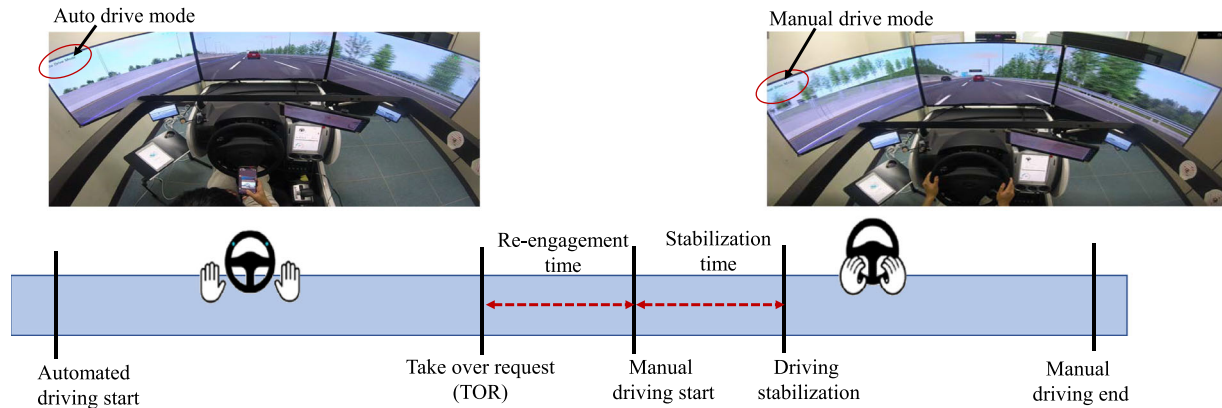 Auto drive mode
Manual drive mode
Re-engagement
time
Stabilization
time
Automated
driving start
Take over request
(TOR)
Manual
driving start
Driving
stabilization
Manual
driving end